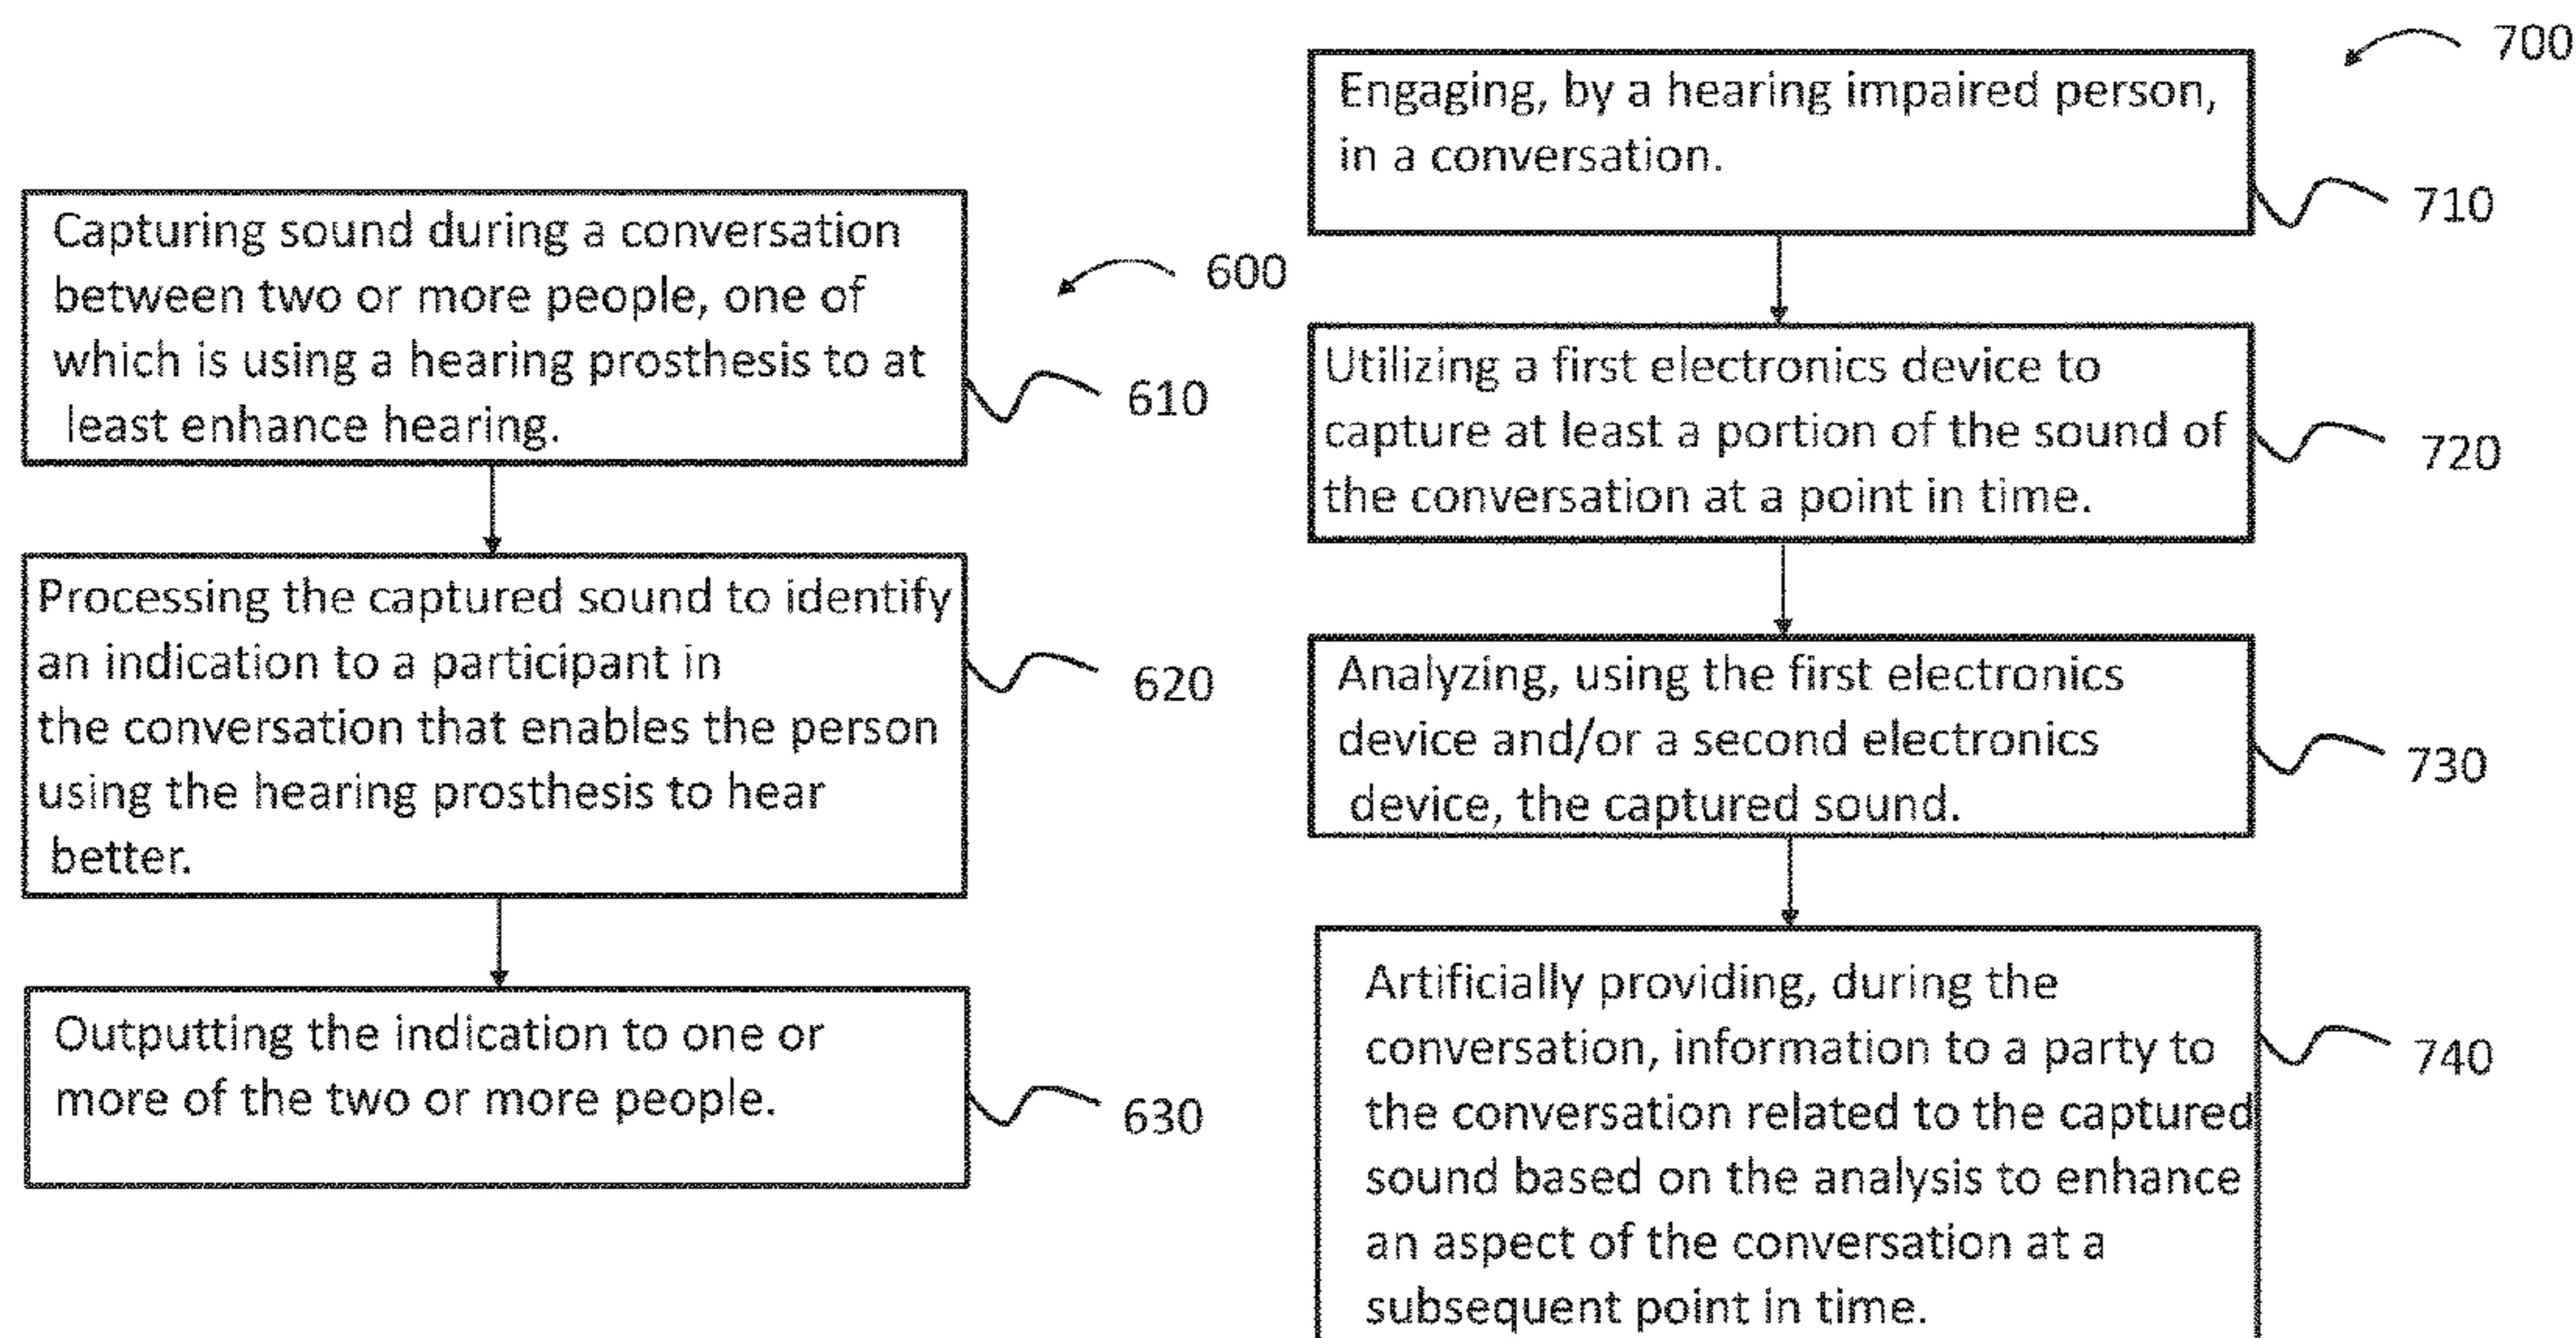 600
Capturing sound during a conversation
between two or more people, one of
which is using a hearing prosthesis to at
least enhance hearing.
610
Processing the captured sound to identify
an indication to a participant in
the conversation that enables the person
using the hearing prosthesis to hear
better.
620
Outputting the indication to one or
more of the two or more people.
630
700
Engaging, by a hearing impaired person,
in a conversation.
710
Utilizing a first electronics device to
capture at least a portion of the sound of
the conversation at a point in time.
720
Analyzing, using the first electronics
device and/or a second electronics
device, the captured sound.
730
Artificially providing, during the
conversation, information to a party to
the conversation related to the captured
sound based on the analysis to enhance
an aspect of the conversation at a
subsequent point in time.
740